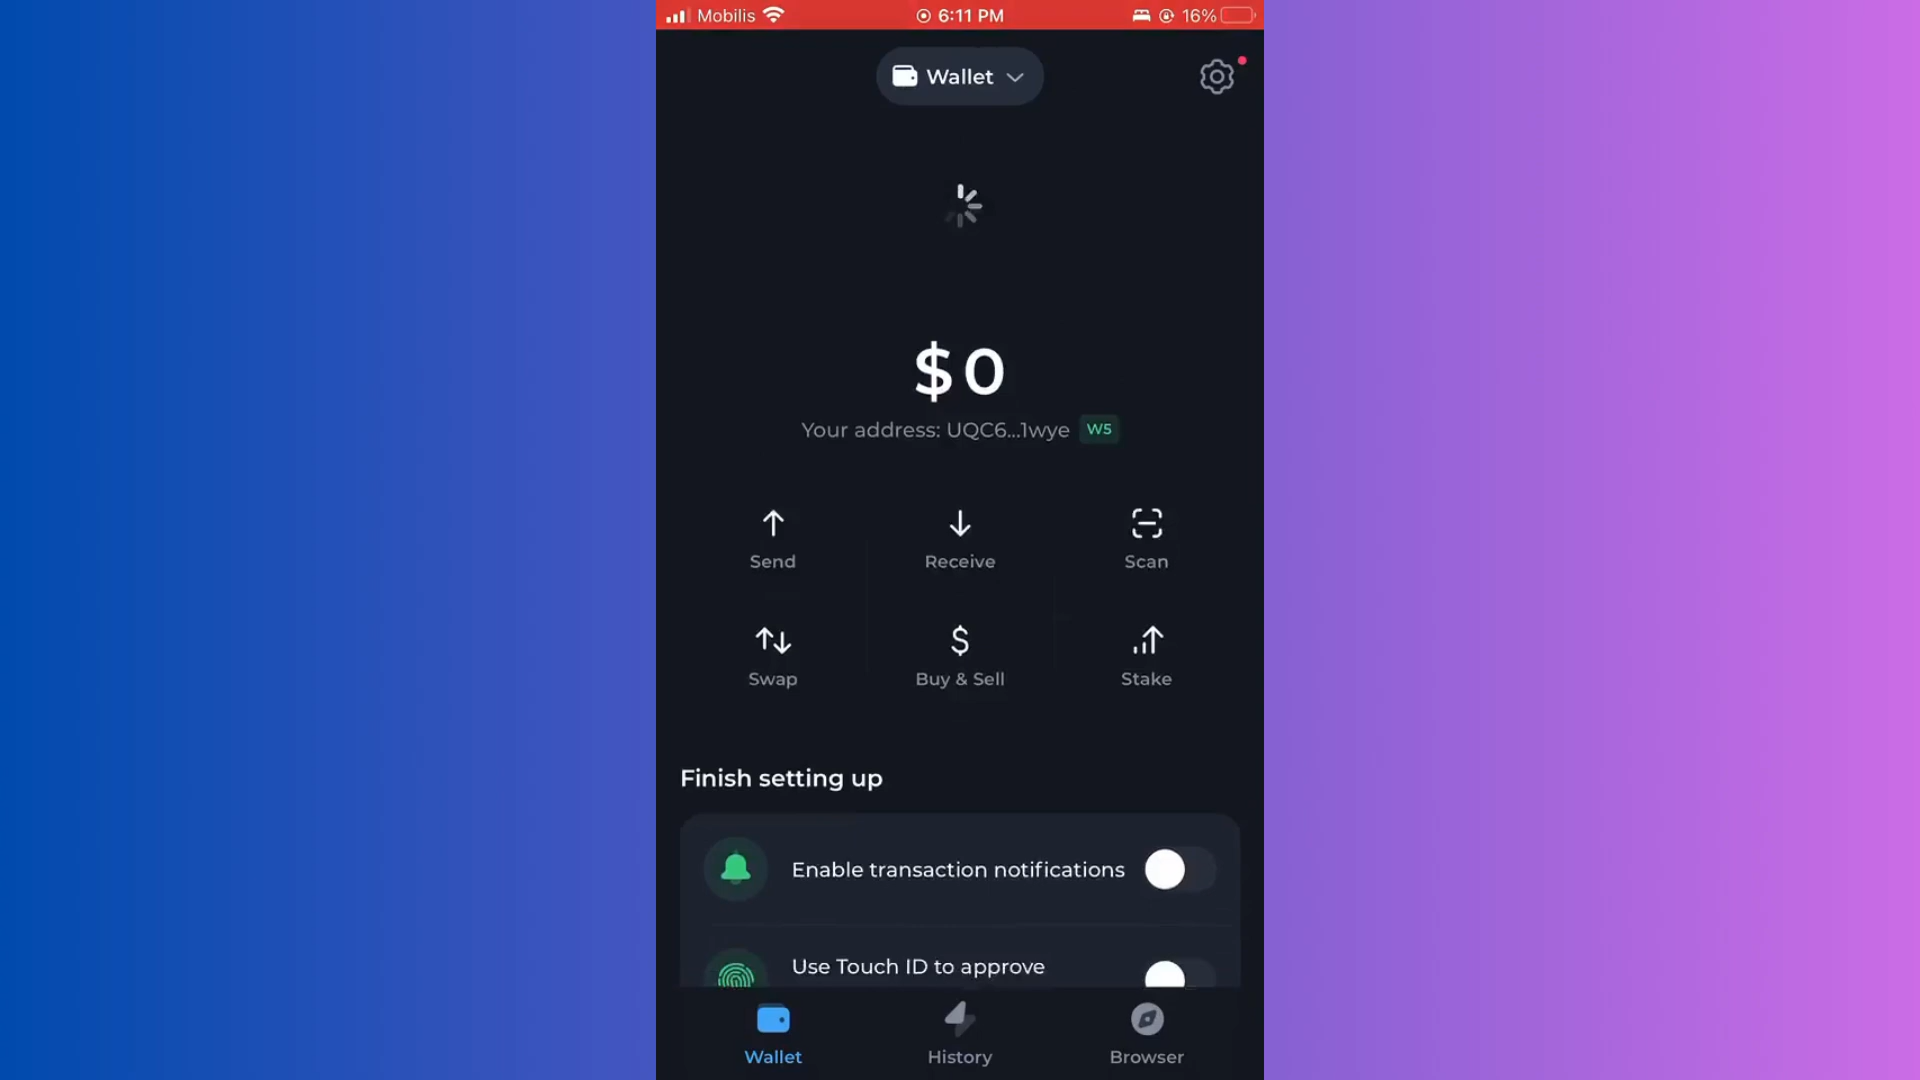 Mobilis 6:11 PM 16%
Wallet
$0
Your address: UQC6...1wye W5
Send Receive Scan
Swap Buy & Sell Stake
Finish setting up
Enable transaction notifications
Use Touch ID to approve
Wallet History Browser